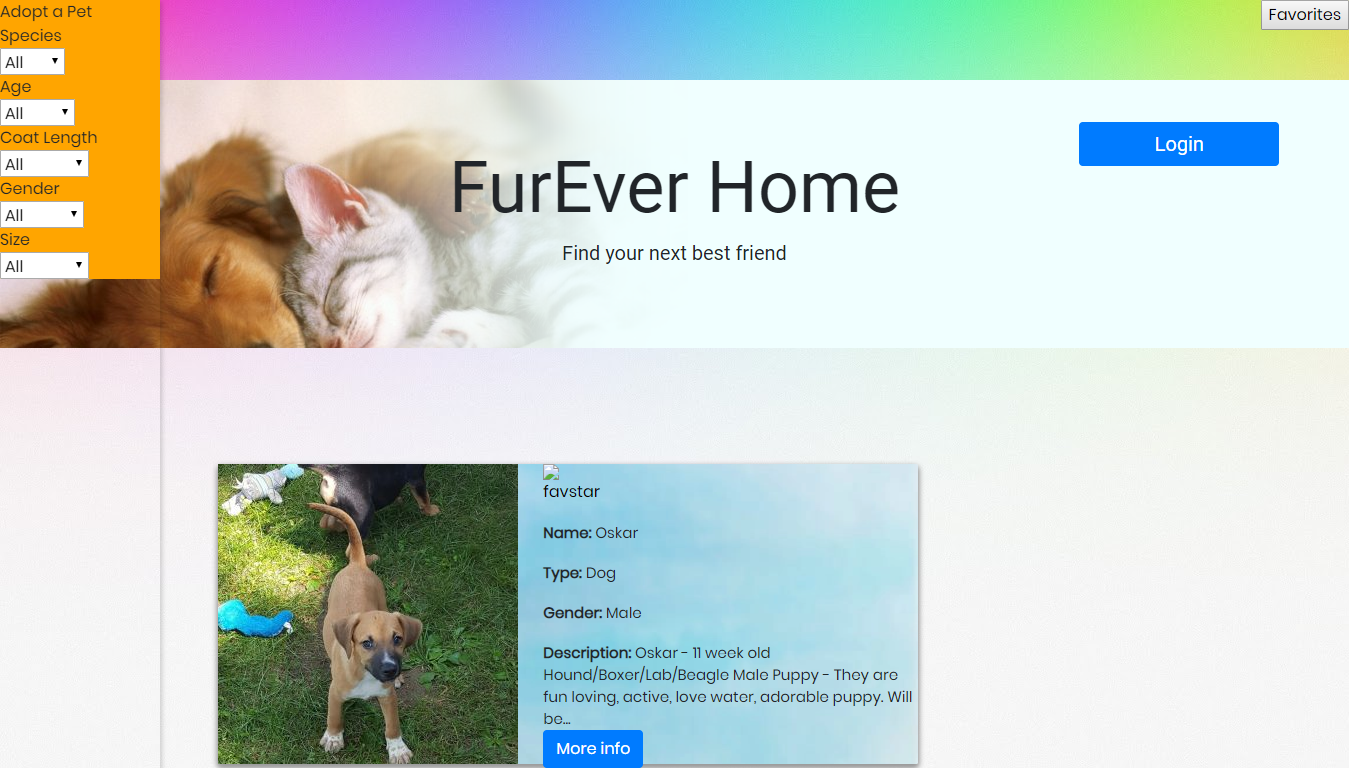 Adopt a Pet
Species
All
Age
All
Coat Length
All
Gender
All
Size
All
Favorites
Login
FurEver Home
Find your next best friend
favstar
Name: Oskar
Type: Dog
Gender: Male
Description: Oskar - 11 week old
Hound/Boxer/Lab/Beagle Male Puppy - They are
fun loving, active, love water, adorable puppy. Will
be...
More info